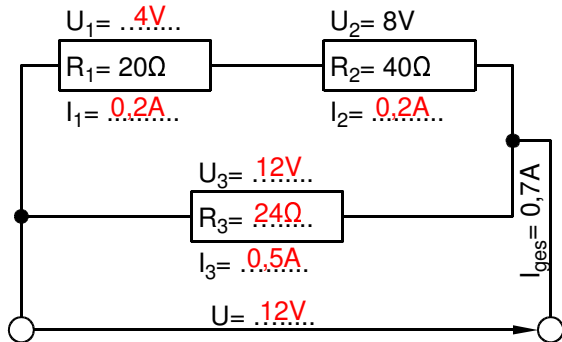 U1= 4V U2= 8V
R1= 20Ω R2= 40Ω
I1= 0,2A I2= 0,2A
U3= 12V
R3= 24Ω
I3= 0,5A
Iges= 0,7A
U= 12V